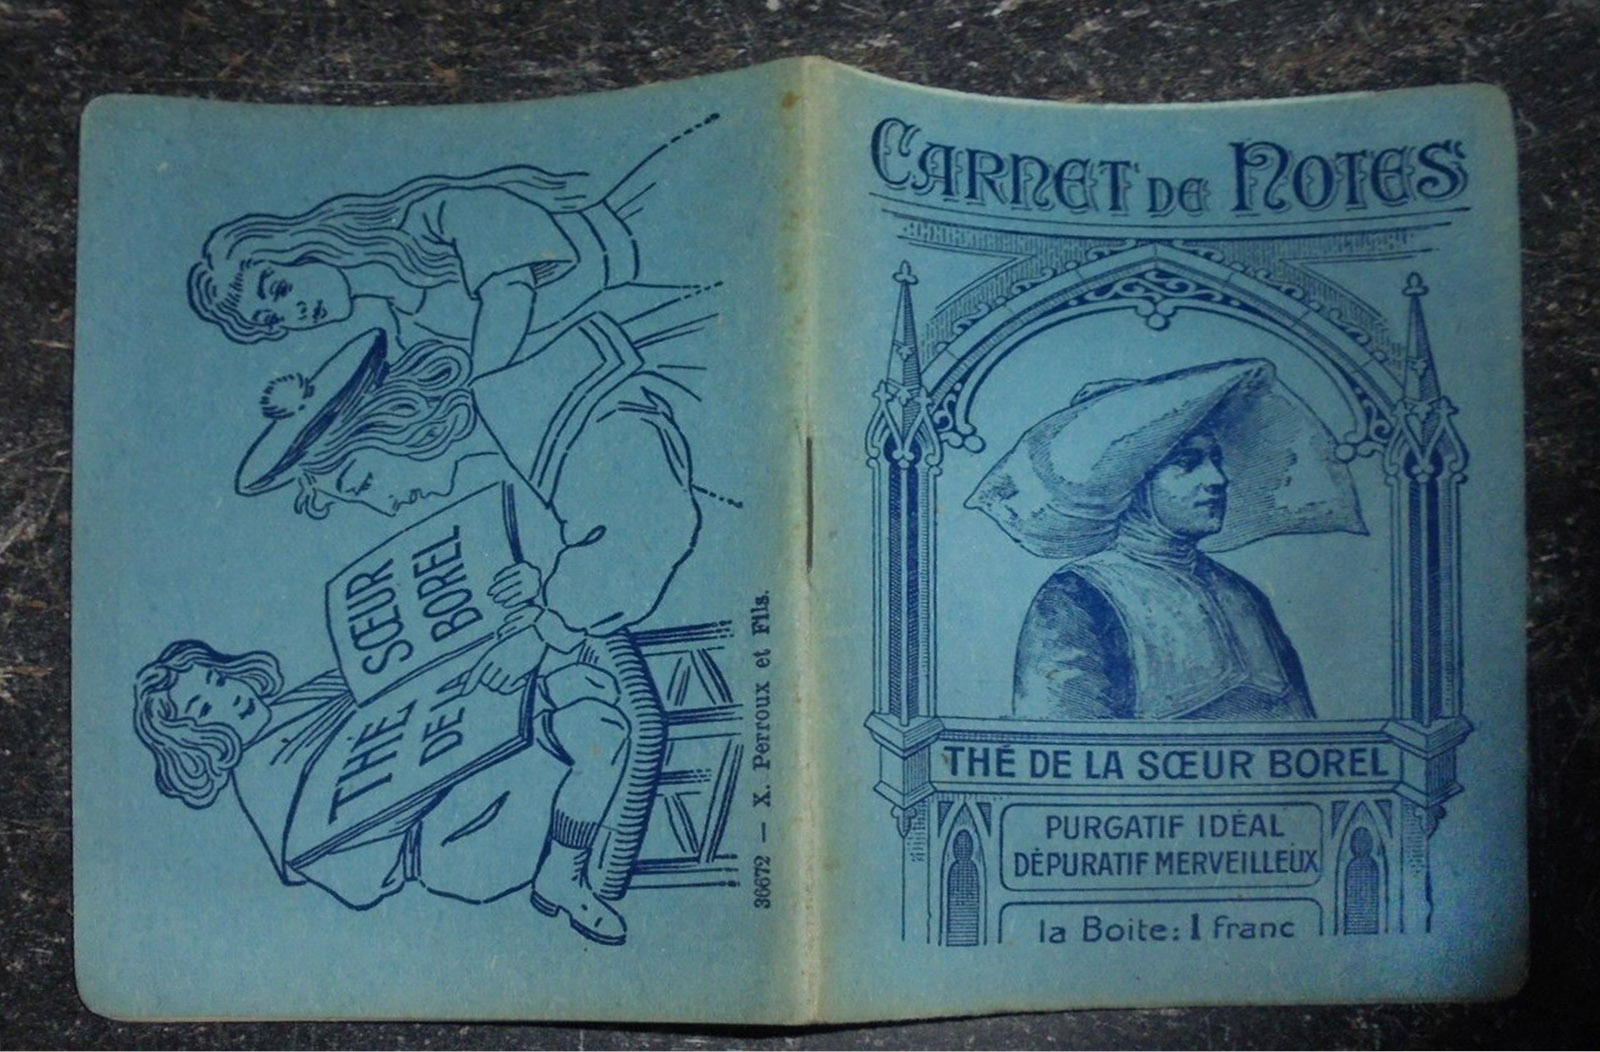 CARNET DE NOTES
THÉ DE LA SŒUR BOREL
PURGATIF IDÉAL
DÉPURATIF MERVEILLEUX
la Boite: 1 franc
THÉ
DE LA
SŒUR
BOREL
36672 — X. Perroux et Fils.